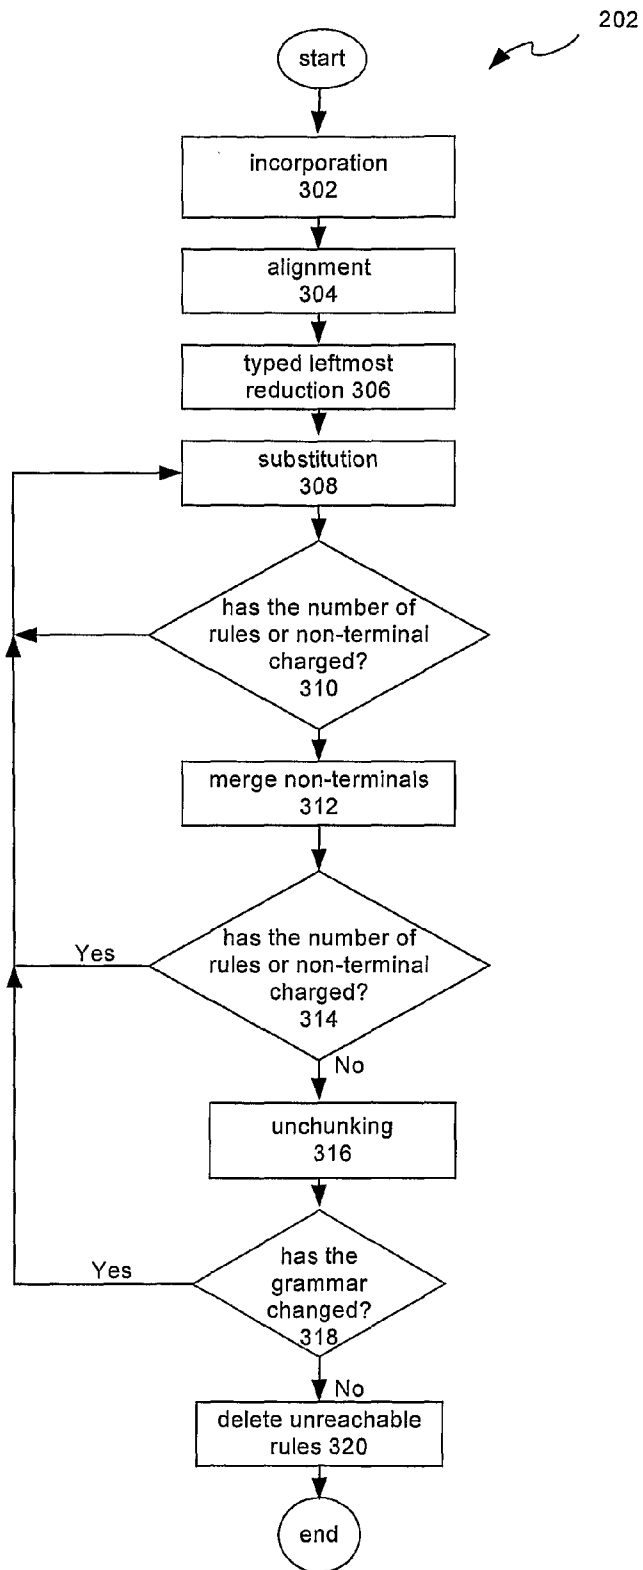 202
start
incorporation
302
alignment
304
typed leftmost
reduction 306
substitution
308
has the number of
rules or non-terminal
charged?
310
merge non-terminals
312
has the number of
rules or non-terminal
charged?
314
Yes
No
unchunking
316
has the
grammar
changed?
318
Yes
No
delete unreachable
rules 320
end